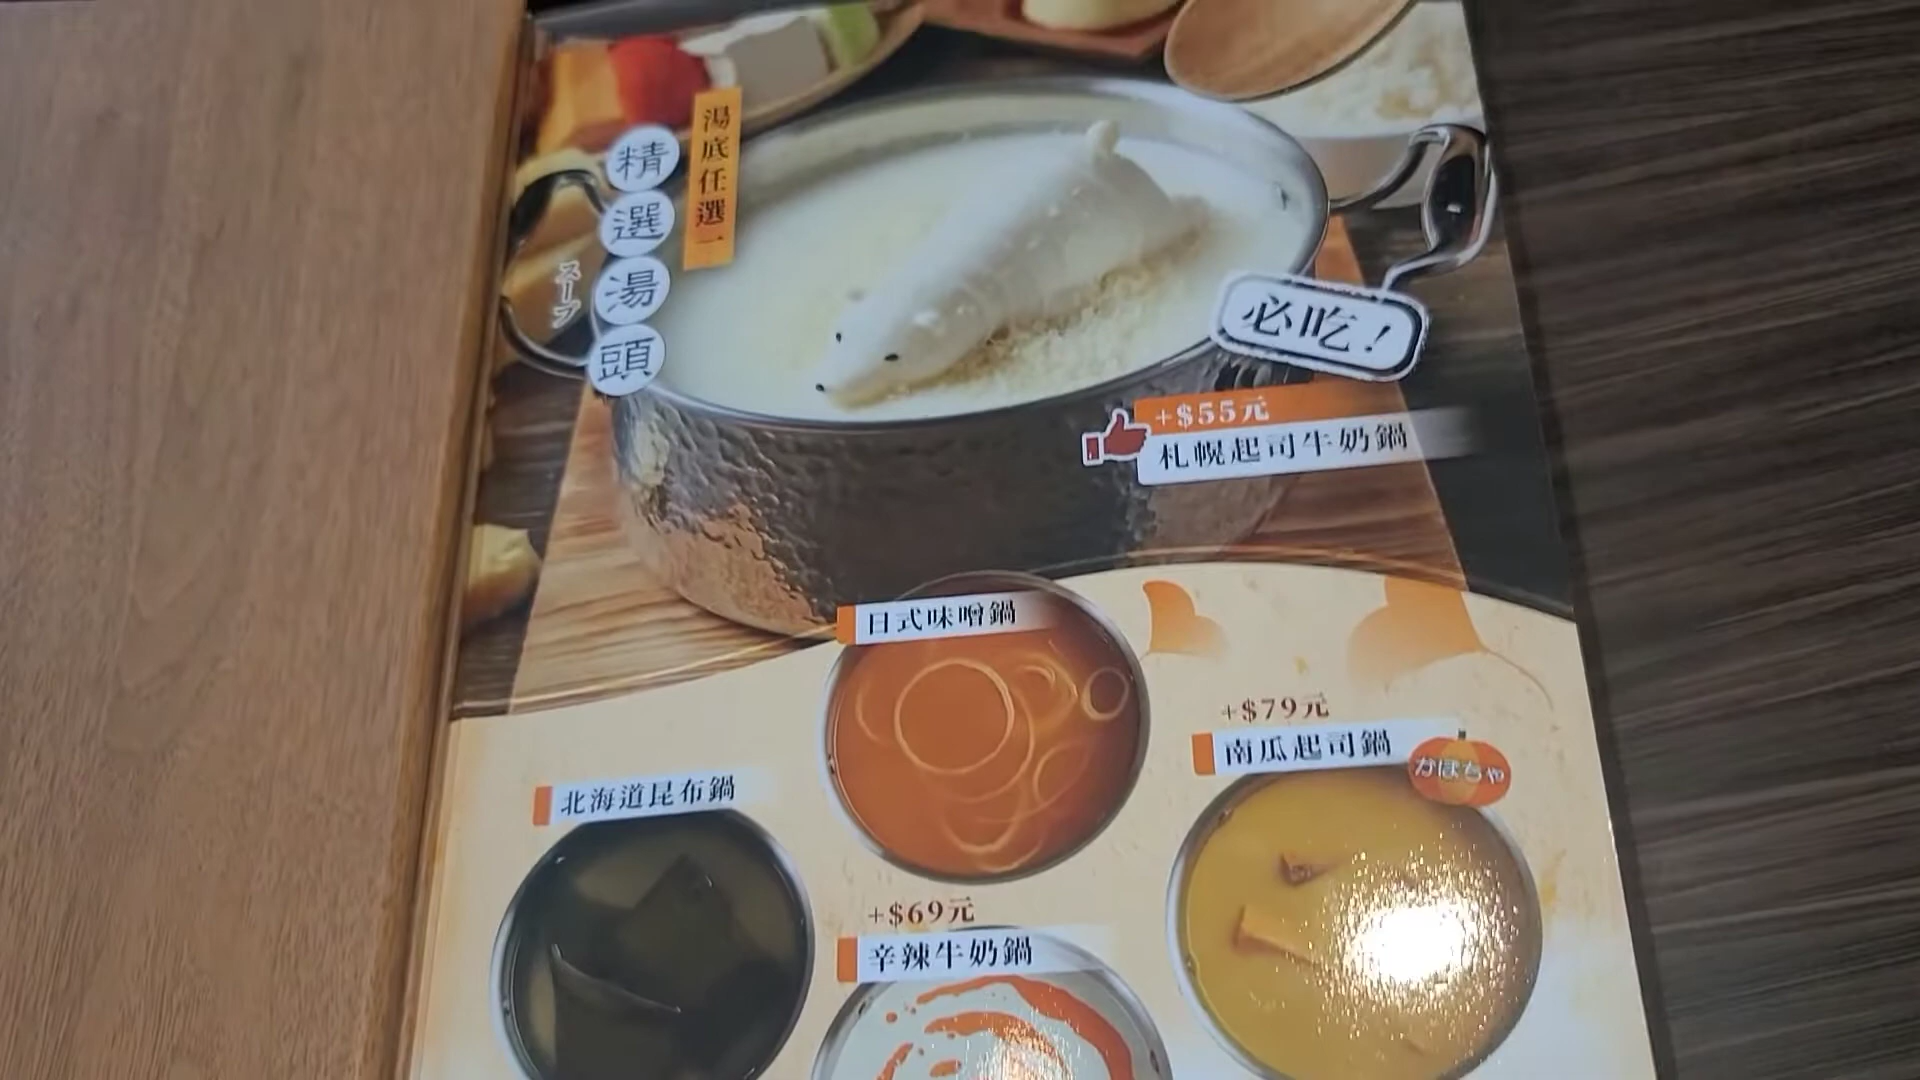 湯底任選一
精選湯頭
スープ
必吃!
+$55元
札幌起司牛奶鍋
日式味噌鍋
+$79元
南瓜起司鍋
かぼちゃ
北海道昆布鍋
+$69元
辛辣牛奶鍋